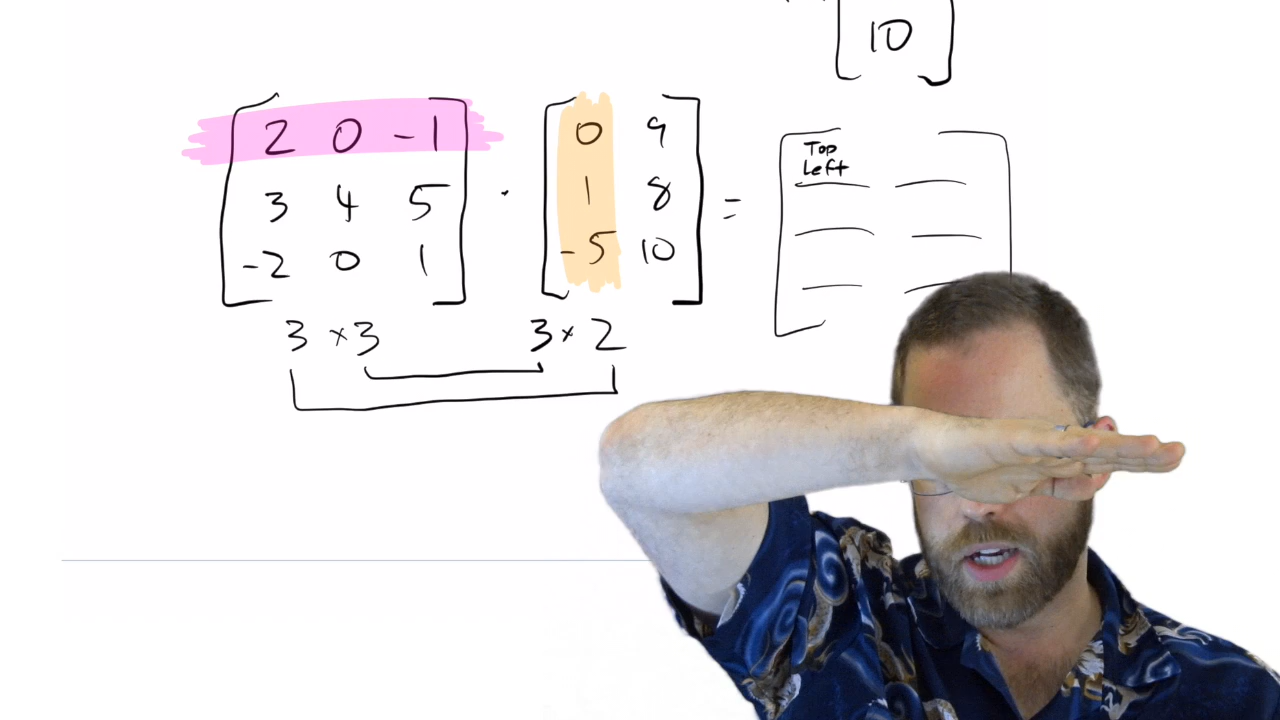 10
2 0 -1 0 9
3 4 5 · 1 8 =
-2 0 1 -5 10
Top
Left
3 × 3 3 × 2